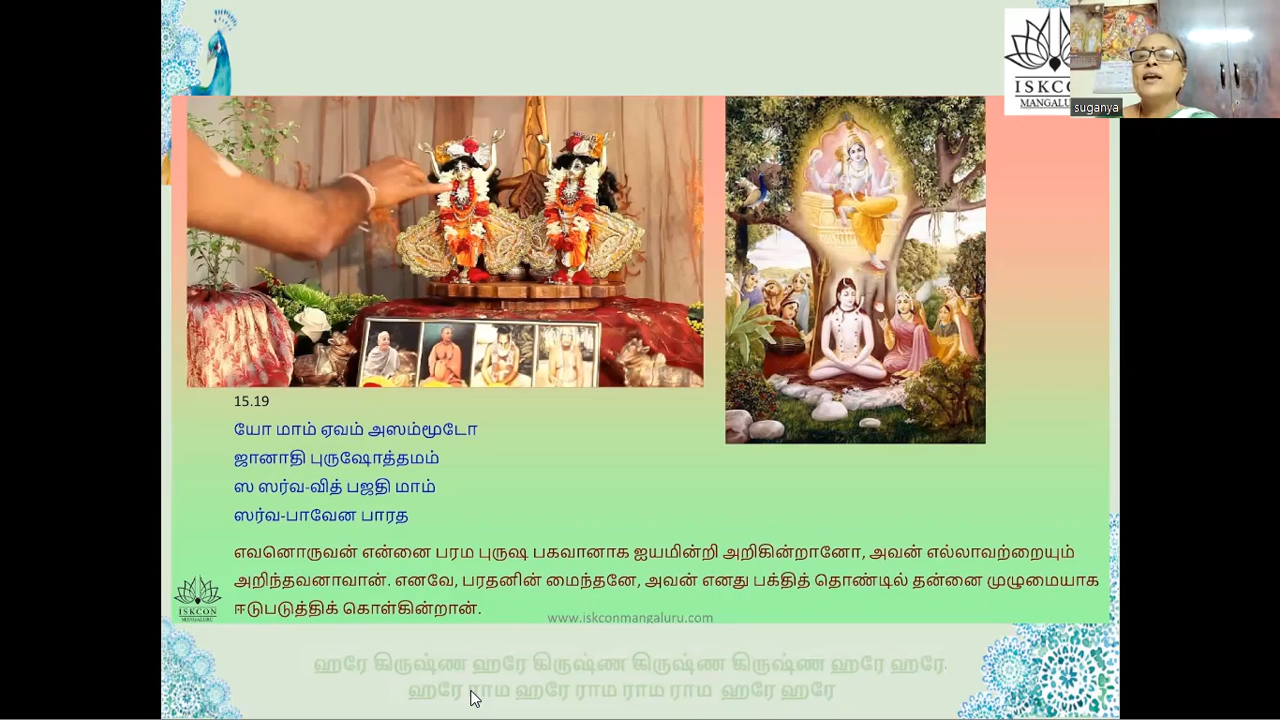 ISKCON
MANGALU
suganya
15.19
யோ மாம் ஏவம் அஸம்மூடோ
ஜானாதி புருஷோத்தமம்
ஸ ஸர்வ-வித் பஜதி மாம்
ஸர்வ-பாவேன பாரத
எவனொருவன் என்னை பரம புருஷ பகவானாக ஐயமின்றி அறிகின்றானோ, அவன் எல்லாவற்றையும்
அறிந்தவனாவான். எனவே, பரதனின் மைந்தனே, அவன் எனது பக்தித் தொண்டில் தன்னை முழுமையாக
ஈடுபடுத்திக் கொள்கின்றான்.
ISKCON
MANGALURU
www.iskconmangaluru.com
ஹரே கிருஷ்ண ஹரே கிருஷ்ண கிருஷ்ண கிருஷ்ண ஹரே ஹரே
ஹரே ராம ஹரே ராம ராம ராம ஹரே ஹரே